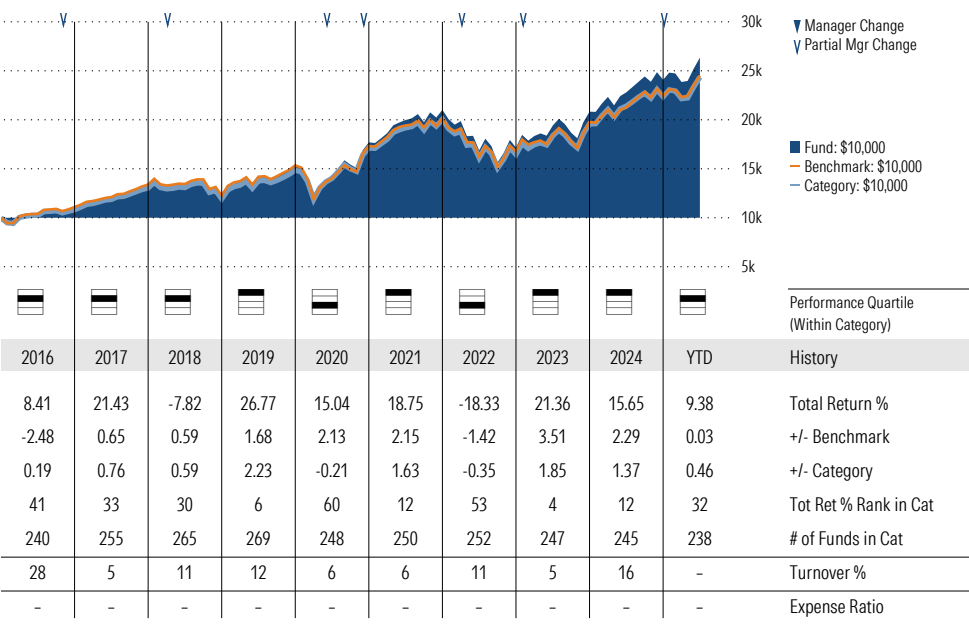 30k
25k
20k
15k
10k
5k
Manager Change
Partial Mgr Change
Fund: $10,000
Benchmark: $10,000
Category: $10,000
Performance Quartile
(Within Category)
2016 2017 2018 2019 2020 2021 2022 2023 2024 YTD History
8.41 21.43 -7.82 26.77 15.04 18.75 -18.33 21.36 15.65 9.38 Total Return %
-2.48 0.65 0.59 1.68 2.13 2.15 -1.42 3.51 2.29 0.03 +/- Benchmark
0.19 0.76 0.59 2.23 -0.21 1.63 -0.35 1.85 1.37 0.46 +/- Category
41 33 30 6 60 12 53 4 12 32 Tot Ret % Rank in Cat
240 255 265 269 248 250 252 247 245 238 # of Funds in Cat
28 5 11 12 6 6 11 5 16 – Turnover %
– – – – – – – – – – Expense Ratio